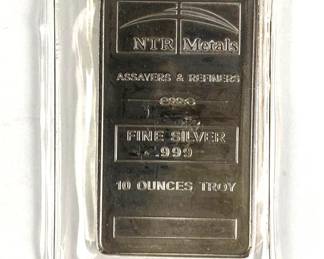 NTR Metals
ASSAYERS & REFINERS
FINE SILVER
.999
10 OUNCES TROY